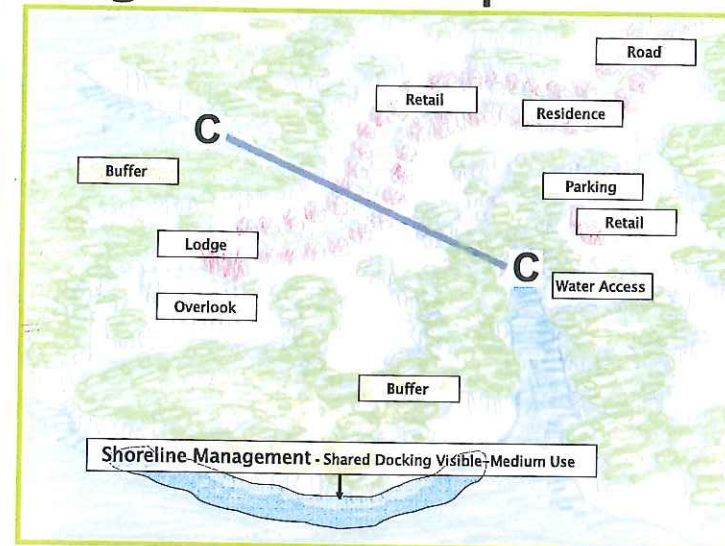 Road
Retail
Residence
C
Buffer
Parking
Retail
Lodge
C
Water Access
Overlook
Buffer
Shoreline Management - Shared Docking Visible-Medium Use